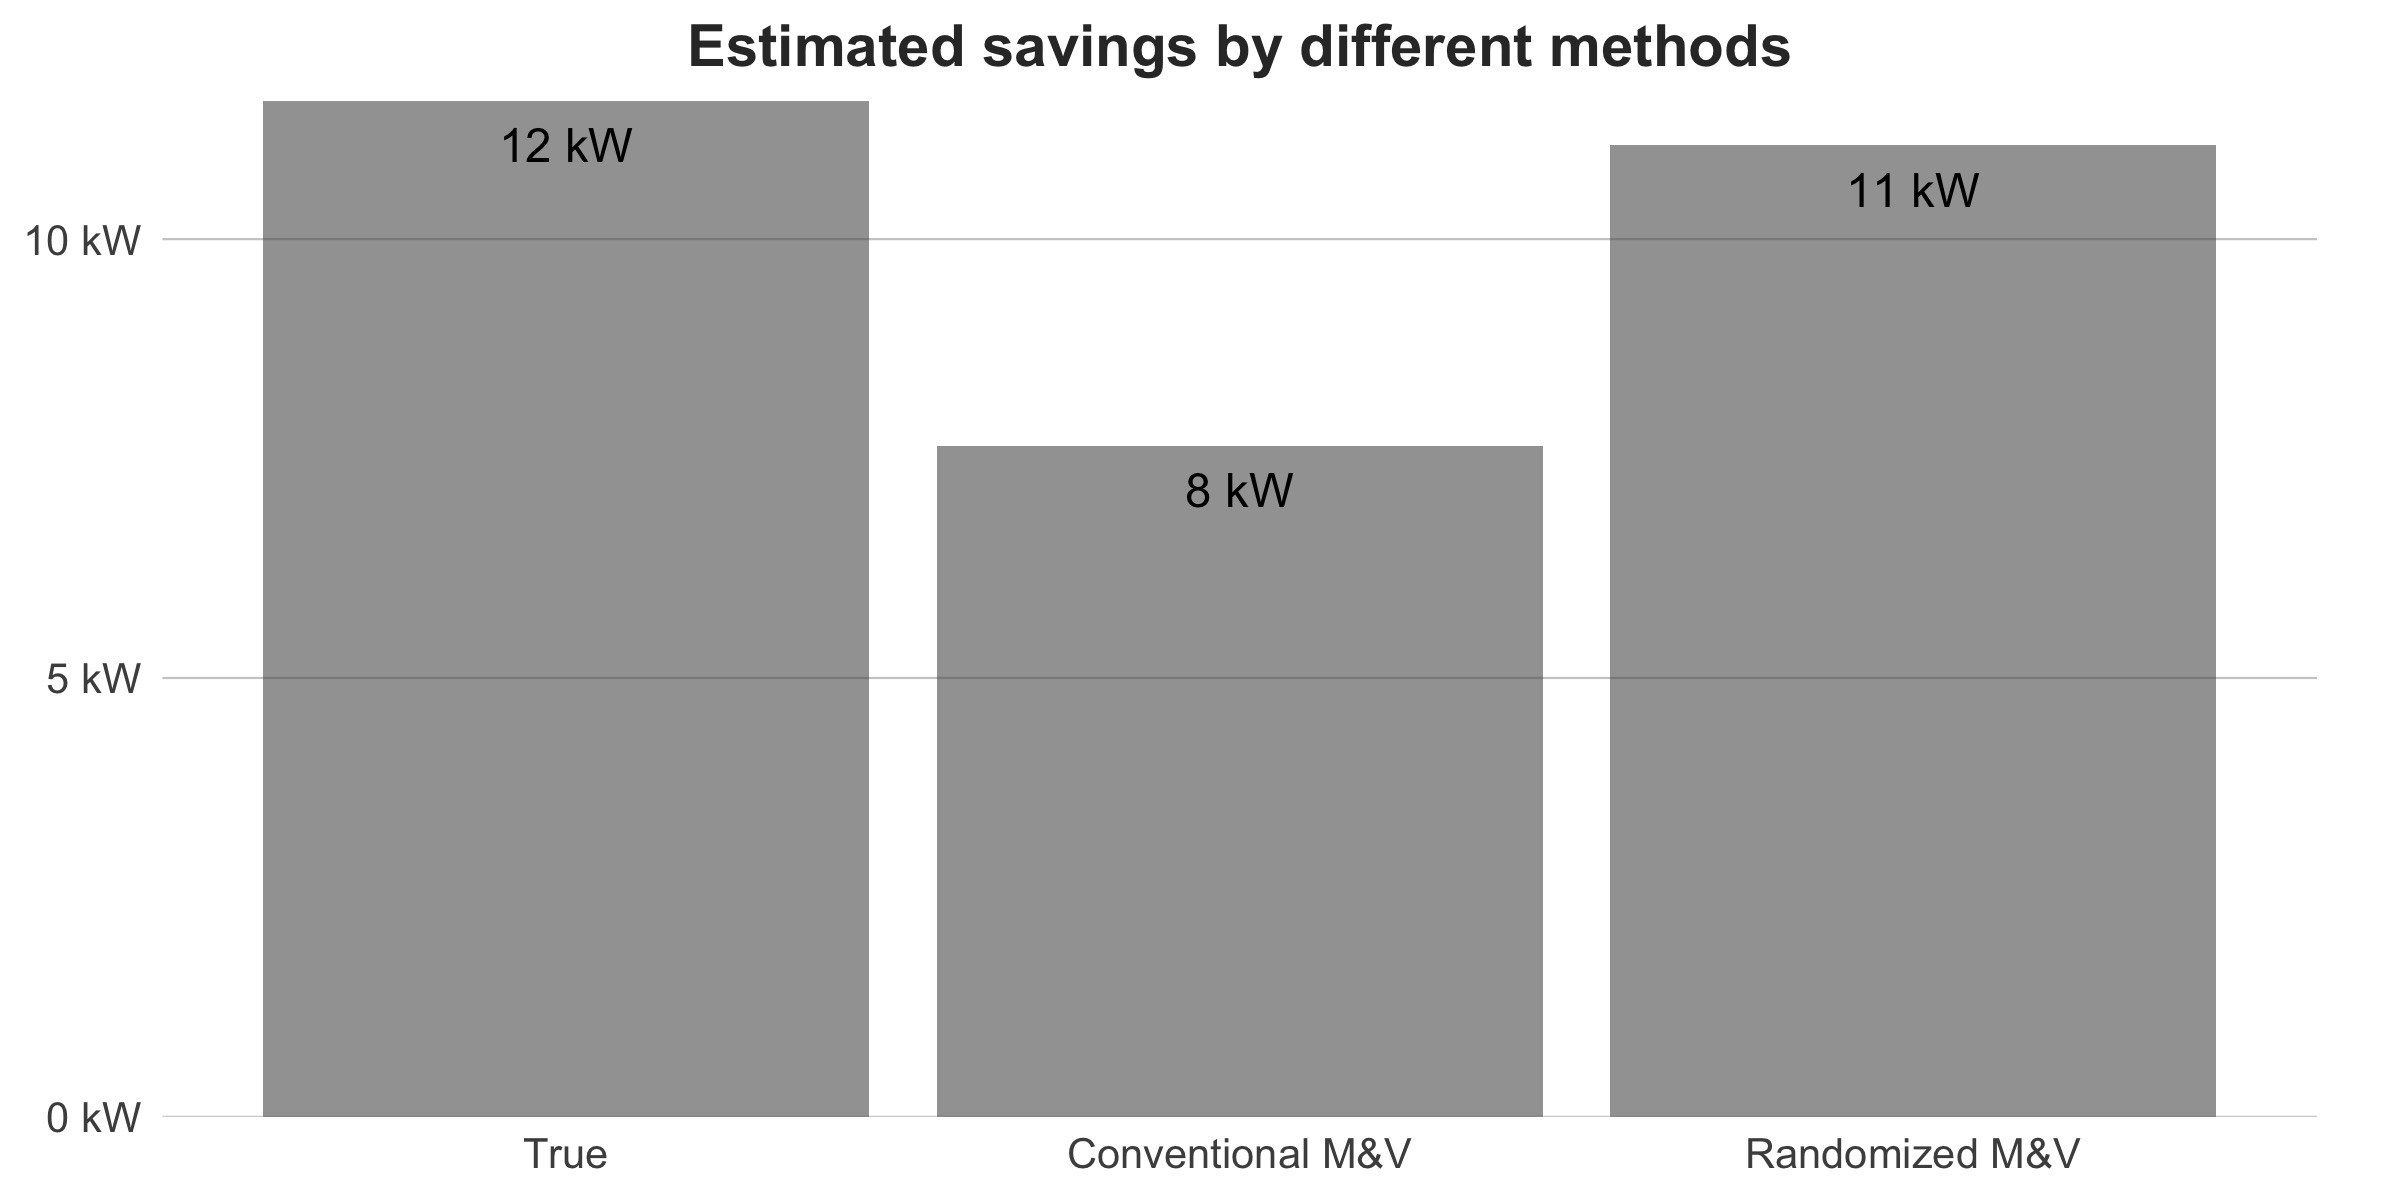 Estimated savings by different methods
12 kW
11 kW
10 kW
8 kW
5 kW
0 kW
True
Conventional M&V
Randomized M&V